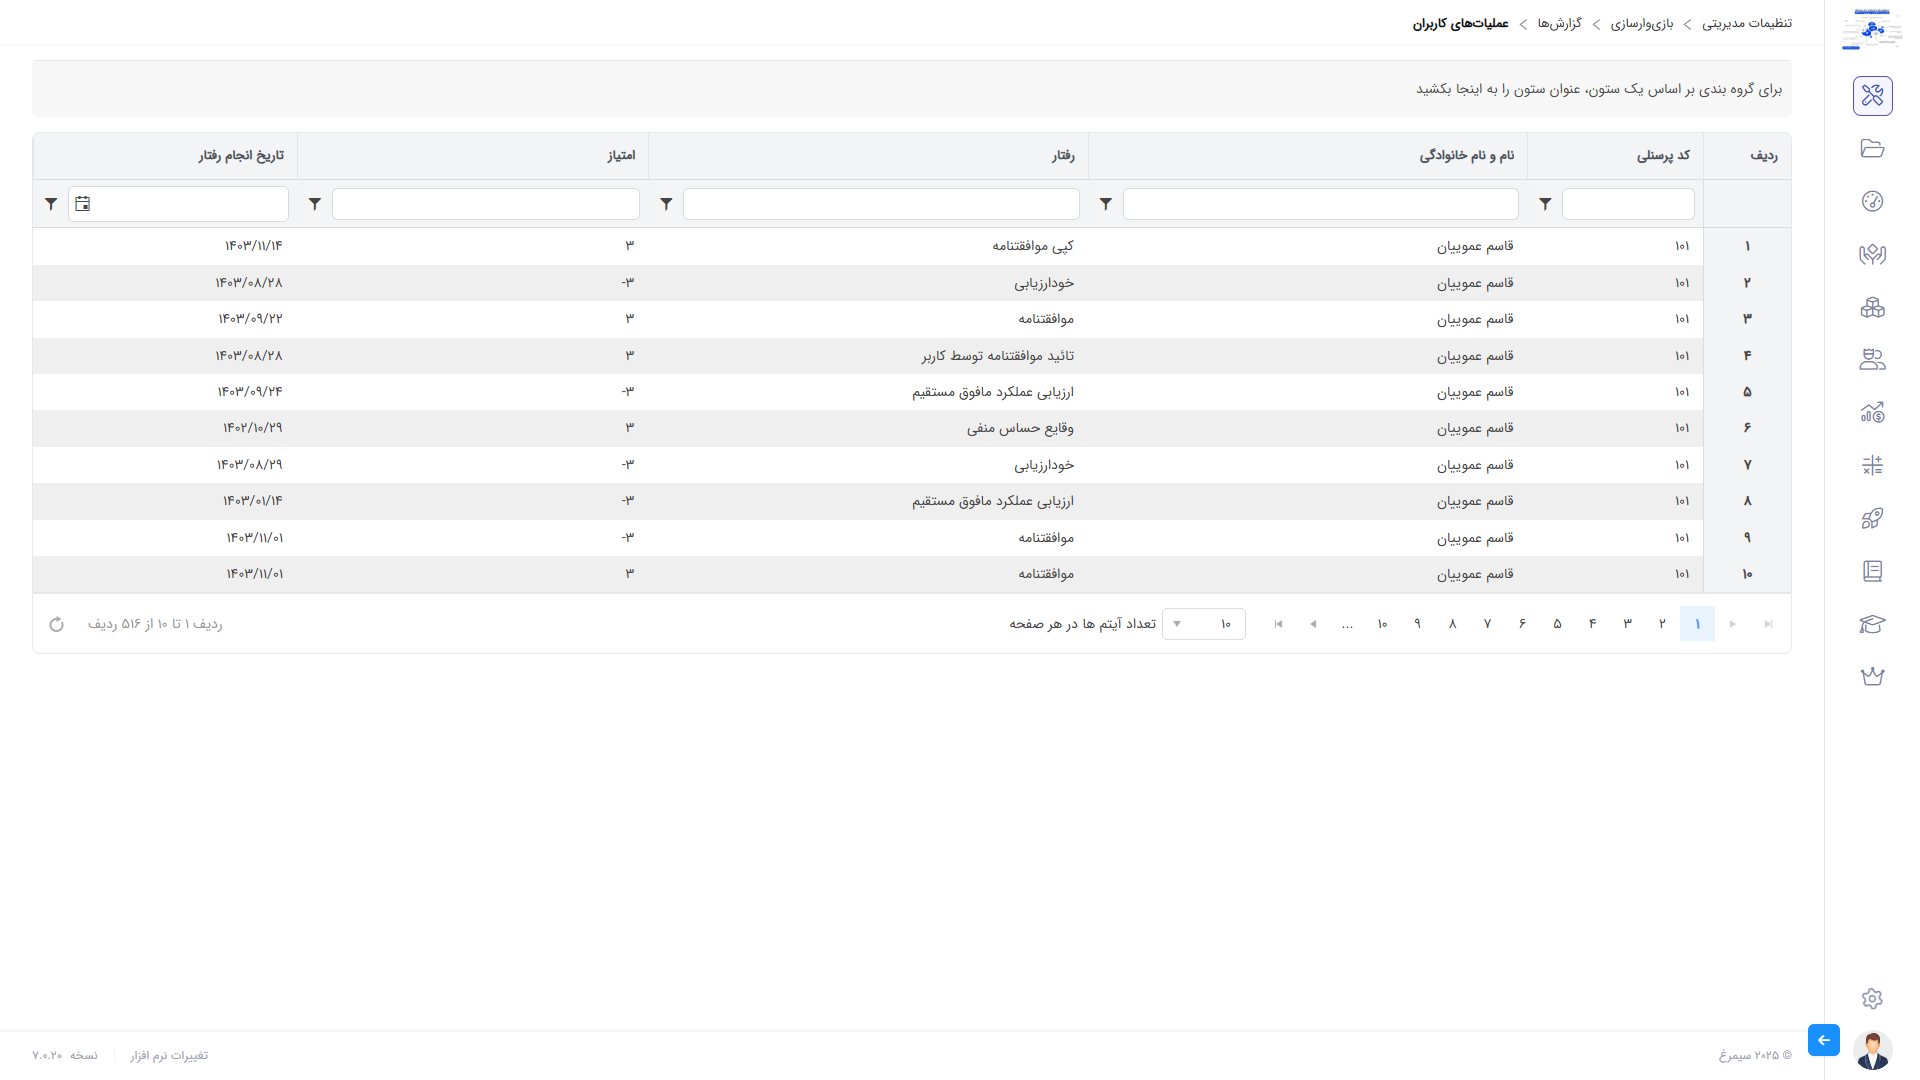 تنظیمات مدیریتی > بازی‌وارسازی > گزارش‌ها > عملیات‌های کاربران
برای گروه بندی بر اساس یک ستون، عنوان ستون را به اینجا بکشید
ردیف کد پرسنلی نام و نام خانوادگی رفتار امتیاز تاریخ انجام رفتار
۱ ۱۰۱ قاسم عموییان کپی موافقتنامه ۳ ۱۴۰۳/۱۱/۱۴
۲ ۱۰۱ قاسم عموییان خودارزیابی -۳ ۱۴۰۳/۰۸/۲۸
۳ ۱۰۱ قاسم عموییان موافقتنامه ۳ ۱۴۰۳/۰۹/۲۲
۴ ۱۰۱ قاسم عموییان تائید موافقتنامه توسط کاربر ۳ ۱۴۰۳/۰۸/۲۸
۵ ۱۰۱ قاسم عموییان ارزیابی عملکرد مافوق مستقیم -۳ ۱۴۰۳/۰۹/۲۴
۶ ۱۰۱ قاسم عموییان وقایع حساس منفی ۳ ۱۴۰۲/۱۰/۲۹
۷ ۱۰۱ قاسم عموییان خودارزیابی -۳ ۱۴۰۳/۰۸/۲۹
۸ ۱۰۱ قاسم عموییان ارزیابی عملکرد مافوق مستقیم -۳ ۱۴۰۳/۰۱/۱۴
۹ ۱۰۱ قاسم عموییان موافقتنامه -۳ ۱۴۰۳/۱۱/۰۱
۱۰ ۱۰۱ قاسم عموییان موافقتنامه ۳ ۱۴۰۳/۱۱/۰۱
۱ ۲ ۳ ۴ ۵ ۶ ۷ ۸ ۹ ۱۰ ... ۱۰ تعداد آیتم ها در هر صفحه ردیف ۱ تا ۱۰ از ۵۱۶ ردیف
© ۲۰۲۵ سیمرغ تغییرات نرم افزار نسخه ۷.۰.۲۰